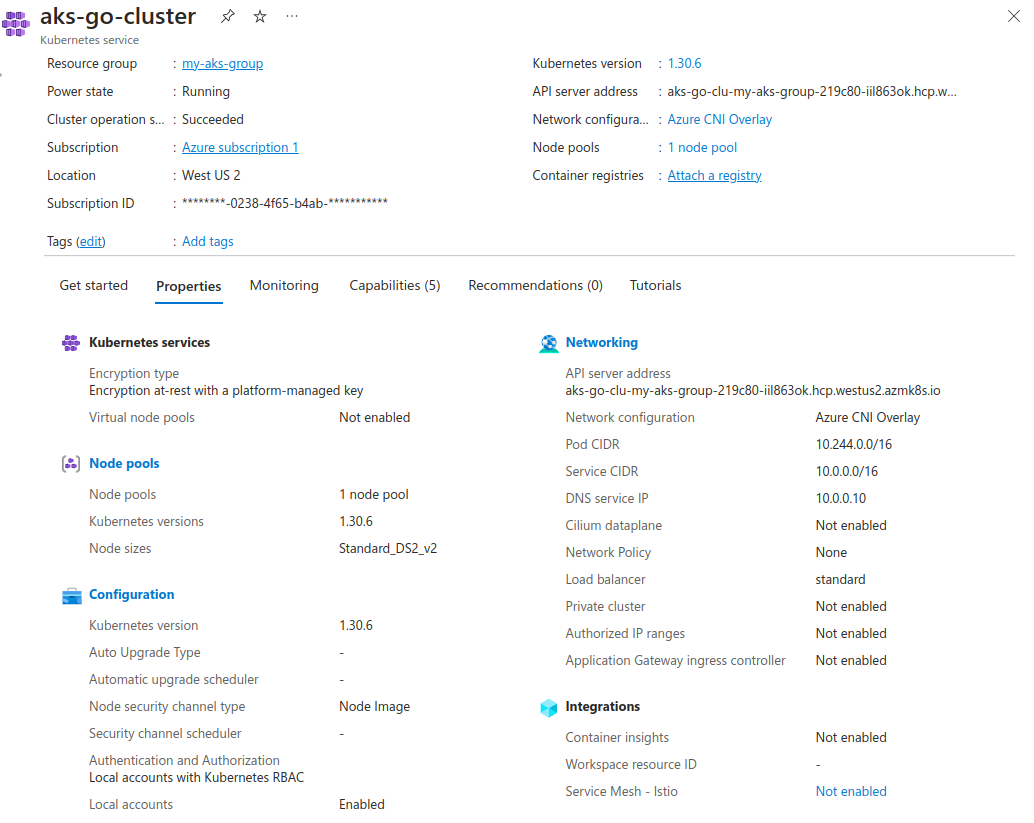 aks-go-cluster
Kubernetes service
Resource group : my-aks-group
Power state : Running
Cluster operation s... : Succeeded
Subscription : Azure subscription 1
Location : West US 2
Subscription ID : ********-0238-4f65-b4ab-***********
Tags (edit) : Add tags
Kubernetes version : 1.30.6
API server address : aks-go-clu-my-aks-group-219c80-iil863ok.hcp.w...
Network configura... : Azure CNI Overlay
Node pools : 1 node pool
Container registries : Attach a registry
Get started Properties Monitoring Capabilities (5) Recommendations (0) Tutorials
Kubernetes services
Encryption type
Encryption at-rest with a platform-managed key
Virtual node pools Not enabled
Node pools
Node pools 1 node pool
Kubernetes versions 1.30.6
Node sizes Standard_DS2_v2
Configuration
Kubernetes version 1.30.6
Auto Upgrade Type -
Automatic upgrade scheduler -
Node security channel type Node Image
Security channel scheduler -
Authentication and Authorization
Local accounts with Kubernetes RBAC
Local accounts Enabled
Networking
API server address
aks-go-clu-my-aks-group-219c80-iil863ok.hcp.westus2.azmk8s.io
Network configuration Azure CNI Overlay
Pod CIDR 10.244.0.0/16
Service CIDR 10.0.0.0/16
DNS service IP 10.0.0.10
Cilium dataplane Not enabled
Network Policy None
Load balancer standard
Private cluster Not enabled
Authorized IP ranges Not enabled
Application Gateway ingress controller Not enabled
Integrations
Container insights Not enabled
Workspace resource ID -
Service Mesh - Istio Not enabled